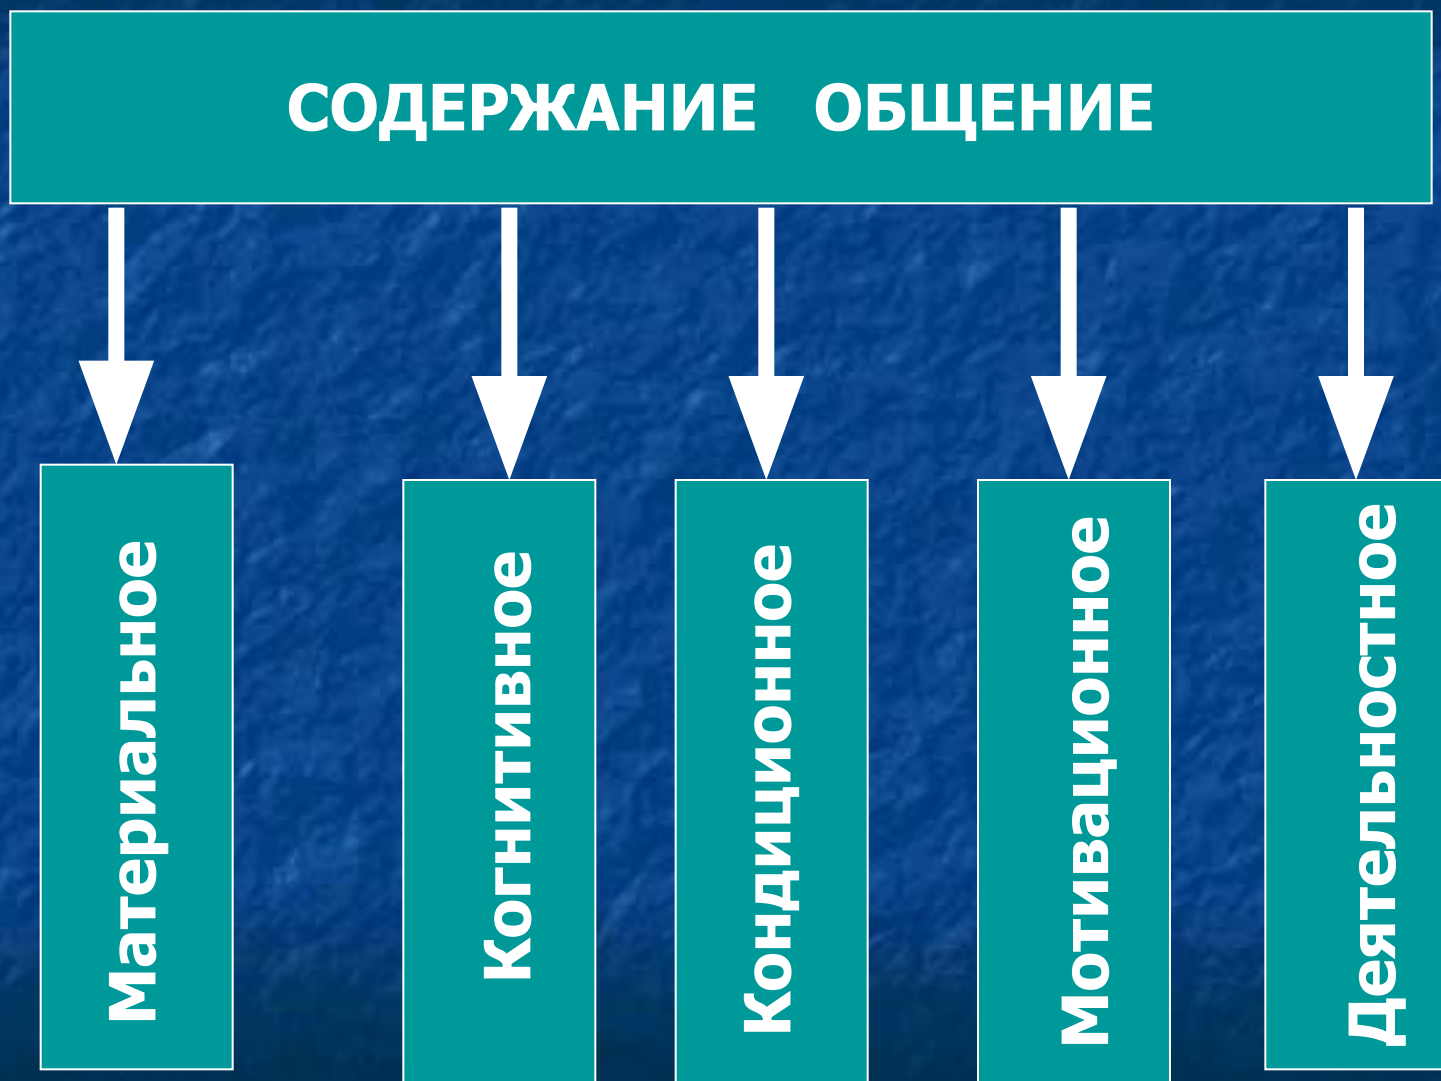 СОДЕРЖАНИЕ ОБЩЕНИЕ
Материальное
Когнитивное
Кондиционное
Мотивационное
Деятельностное